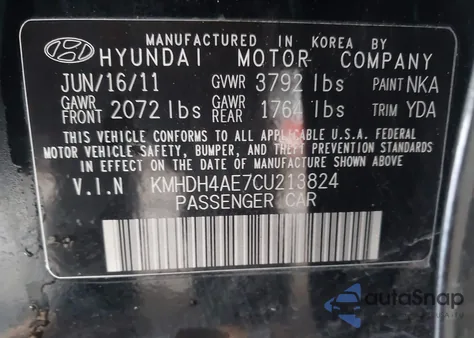 MANUFACTURED IN KOREA BY
HYUNDAI MOTOR COMPANY
JUN/16/11 GVWR 3792 lbs PAINT NKA
GAWR FRONT 2072 lbs GAWR REAR 1764 lbs TRIM YDA
THIS VEHICLE CONFORMS TO ALL APPLICABLE U.S.A. FEDERAL
MOTOR VEHICLE SAFETY, BUMPER, AND THEFT PREVENTION STANDARDS
IN EFFECT ON THE DATE OF MANUFACTURE SHOWN ABOVE.
V.I.N KMHDH4AE7CU213824
PASSENGER CAR
autoSnap